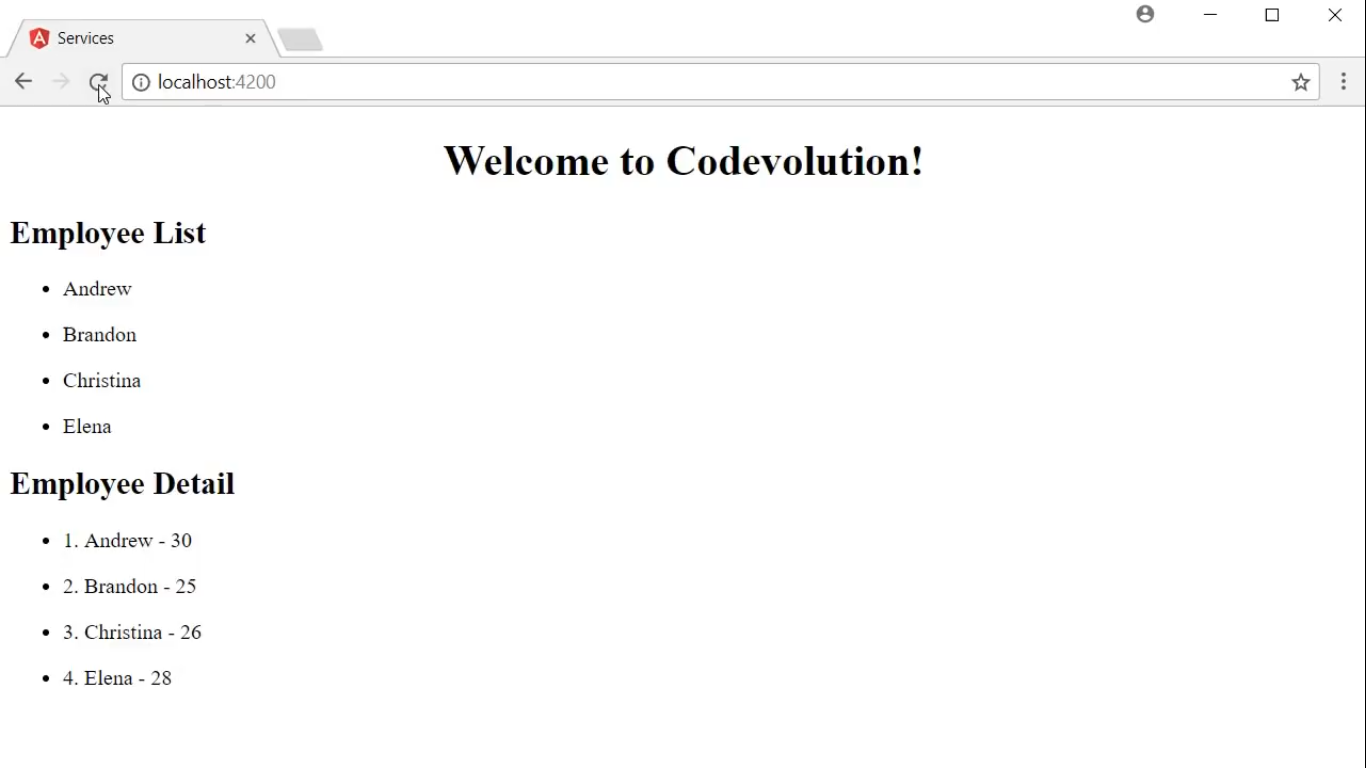 Services
localhost:4200
Welcome to Codevolution!
Employee List
• Andrew
• Brandon
• Christina
• Elena
Employee Detail
• 1. Andrew - 30
• 2. Brandon - 25
• 3. Christina - 26
• 4. Elena - 28